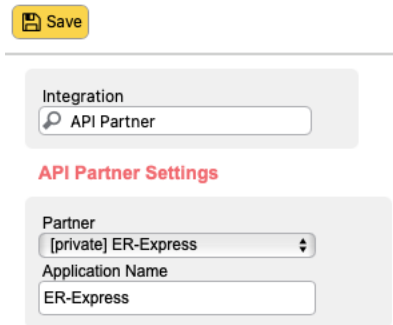 Save
Integration
API Partner
API Partner Settings
Partner
[private] ER-Express
Application Name
ER-Express